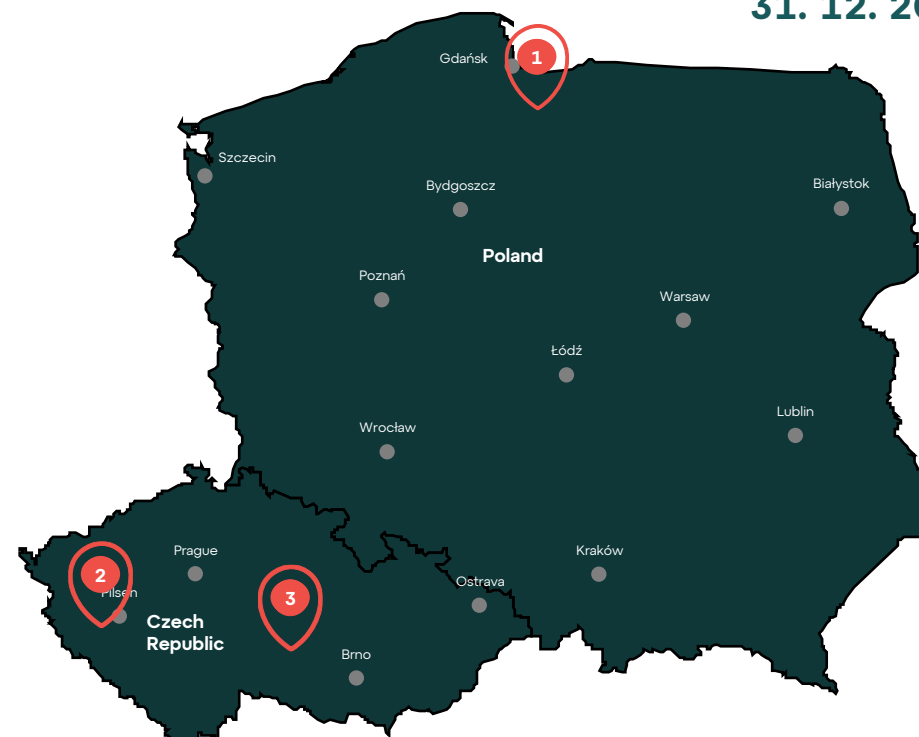 31. 12. 20
Gdańsk
1
Szczecin
Bydgoszcz
Białystok
Poland
Poznań
Warsaw
Łódź
Lublin
Wrocław
Prague
Kraków
2
Pilsen
Ostrava
3
Czech
Republic
Brno